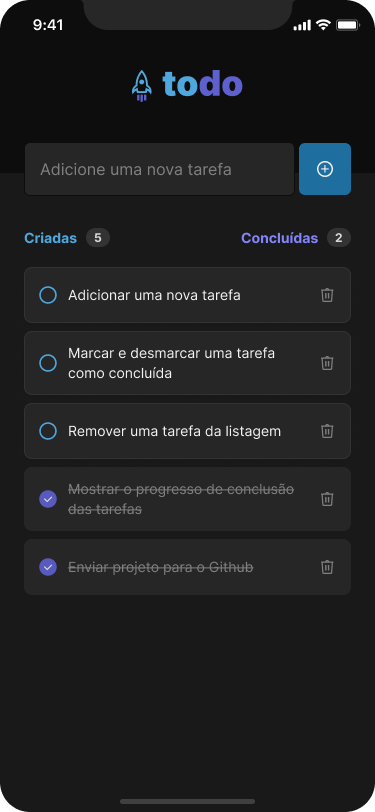 9:41
todo
Adicione uma nova tarefa
Criadas 5 Concluídas 2
Adicionar uma nova tarefa
Marcar e desmarcar uma tarefa
como concluída
Remover uma tarefa da listagem
Mostrar o progresso de conclusão
das tarefas
Enviar projeto para o Github